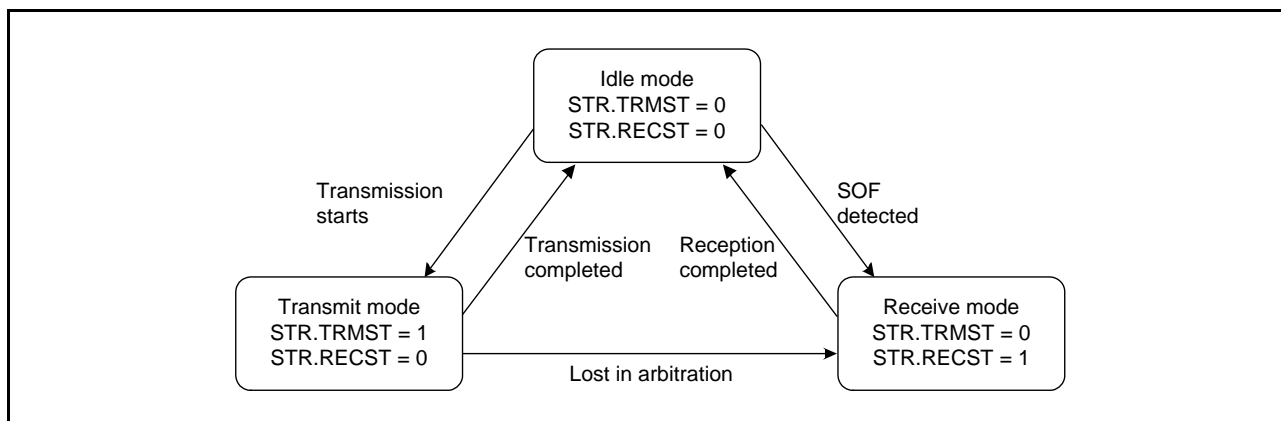 Idle mode
STR.TRMST = 0
STR.RECST = 0
Transmission
starts
SOF
detected
Transmission
completed
Reception
completed
Transmit mode
STR.TRMST = 1
STR.RECST = 0
Receive mode
STR.TRMST = 0
STR.RECST = 1
Lost in arbitration